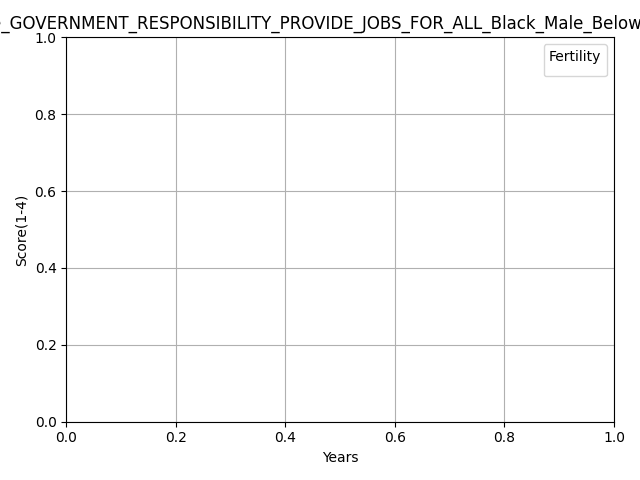 _GOVERNMENT_RESPONSIBILITY_PROVIDE_JOBS_FOR_ALL_Black_Male_Below
Fertility
1.0
0.8
0.6
0.4
0.2
0.0
Score(1-4)
0.0 0.2 0.4 0.6 0.8 1.0
Years